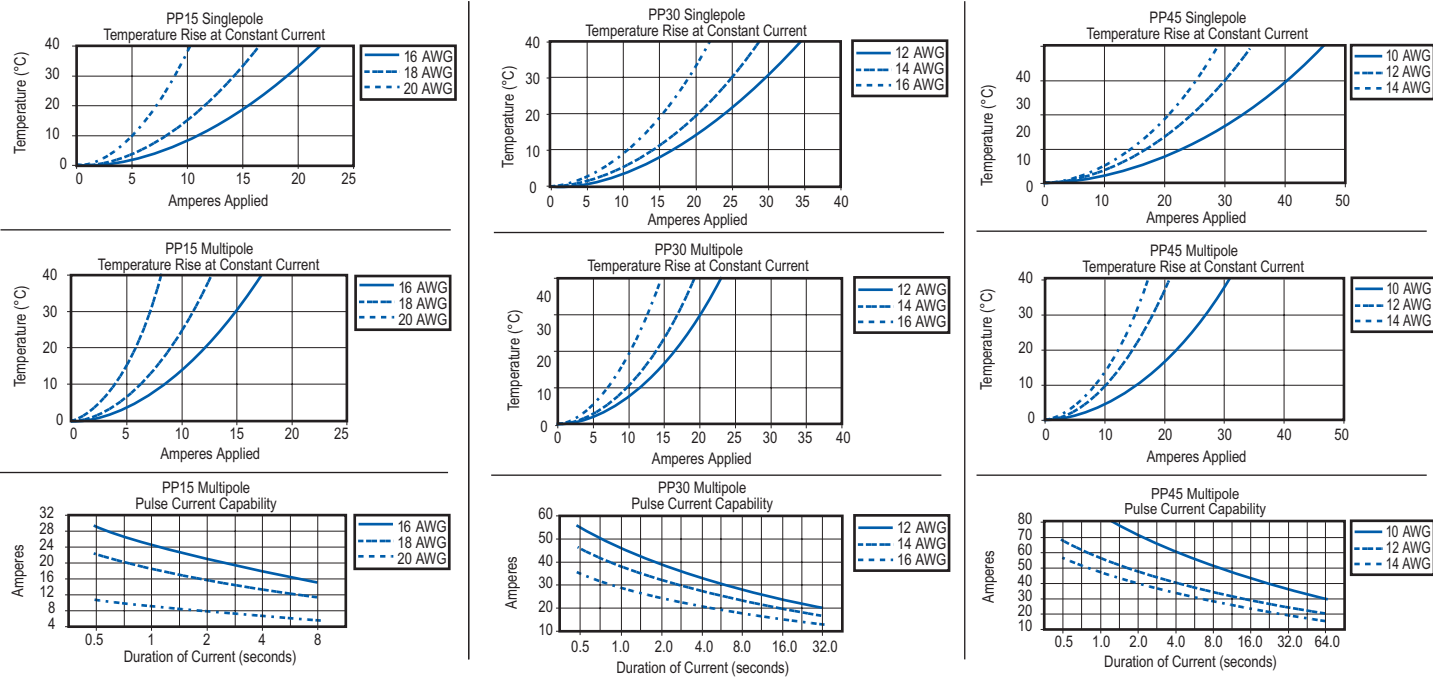 PP15 Singlepole
Temperature Rise at Constant Current
Temperature (°C)
40
30
20
10
0
0 5 10 15 20 25
Amperes Applied
16 AWG
18 AWG
20 AWG
PP30 Singlepole
Temperature Rise at Constant Current
Temperature (°C)
40
30
20
10
0
0 5 10 15 20 25 30 35 40
Amperes Applied
12 AWG
14 AWG
16 AWG
PP45 Singlepole
Temperature Rise at Constant Current
Temperature (°C)
40
30
20
10
0
0 10 20 30 40 50
Amperes Applied
10 AWG
12 AWG
14 AWG
PP15 Multipole
Temperature Rise at Constant Current
Temperature (°C)
40
30
20
10
0
0 5 10 15 20 25
Amperes Applied
16 AWG
18 AWG
20 AWG
PP30 Multipole
Temperature Rise at Constant Current
Temperature (°C)
40
30
20
10
0
0 5 10 15 20 25 30 35 40
Amperes Applied
12 AWG
14 AWG
16 AWG
PP45 Multipole
Temperature Rise at Constant Current
Temperature (°C)
40
30
20
10
0
0 10 20 30 40 50
Amperes Applied
10 AWG
12 AWG
14 AWG
PP15 Multipole
Pulse Current Capability
Amperes
32
28
24
20
16
12
8
4
0.5 1 2 4 8
Duration of Current (seconds)
16 AWG
18 AWG
20 AWG
PP30 Multipole
Pulse Current Capability
Amperes
60
50
40
30
20
10
0.5 1.0 2.0 4.0 8.0 16.0 32.0
Duration of Current (seconds)
12 AWG
14 AWG
16 AWG
PP45 Multipole
Pulse Current Capability
Amperes
80
70
60
50
40
30
20
10
0.5 1.0 2.0 4.0 8.0 16.0 32.0 64.0
Duration of Current (seconds)
10 AWG
12 AWG
14 AWG